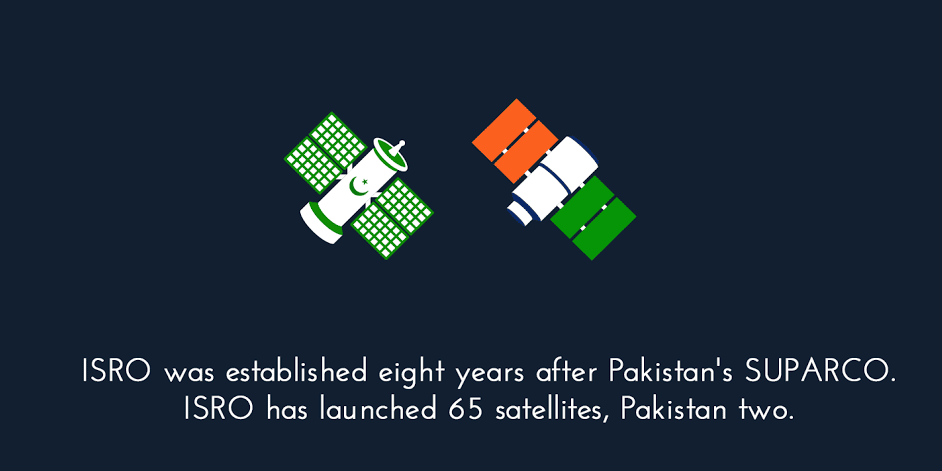 ISRO was established eight years after Pakistan's SUPARCO.
ISRO has launched 65 satellites, Pakistan two.